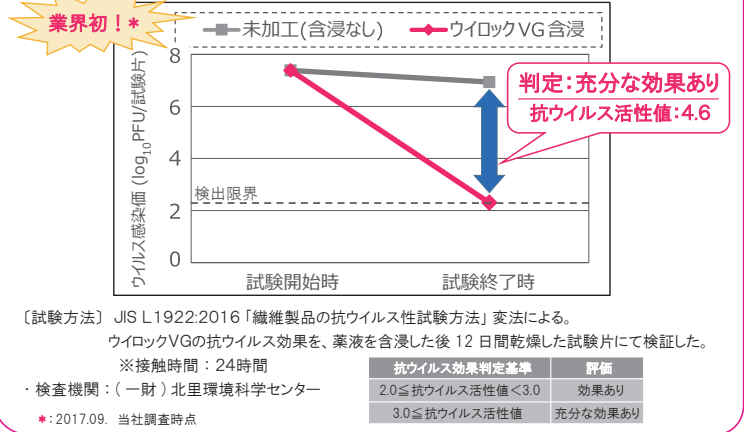 業界初！*
未加工(含浸なし)
ウイロックVG含浸
ウイルス感染価 (log10PFU/試験片)
8
6
4
2
0
判定：充分な効果あり
抗ウイルス活性値：4.6
検出限界
試験開始時
試験終了時
〔試験方法〕 JIS L1922:2016「繊維製品の抗ウイルス性試験方法」変法による。
ウイロックVGの抗ウイルス効果を、薬液を含浸した後 12 日間乾燥した試験片にて検証した。
※接触時間：24時間
・検査機関：(一財)北里環境科学センター
*：2017.09. 当社調査時点
抗ウイルス効果判定基準 評価
2.0≦抗ウイルス活性値＜3.0 効果あり
3.0≦抗ウイルス活性値 充分な効果あり